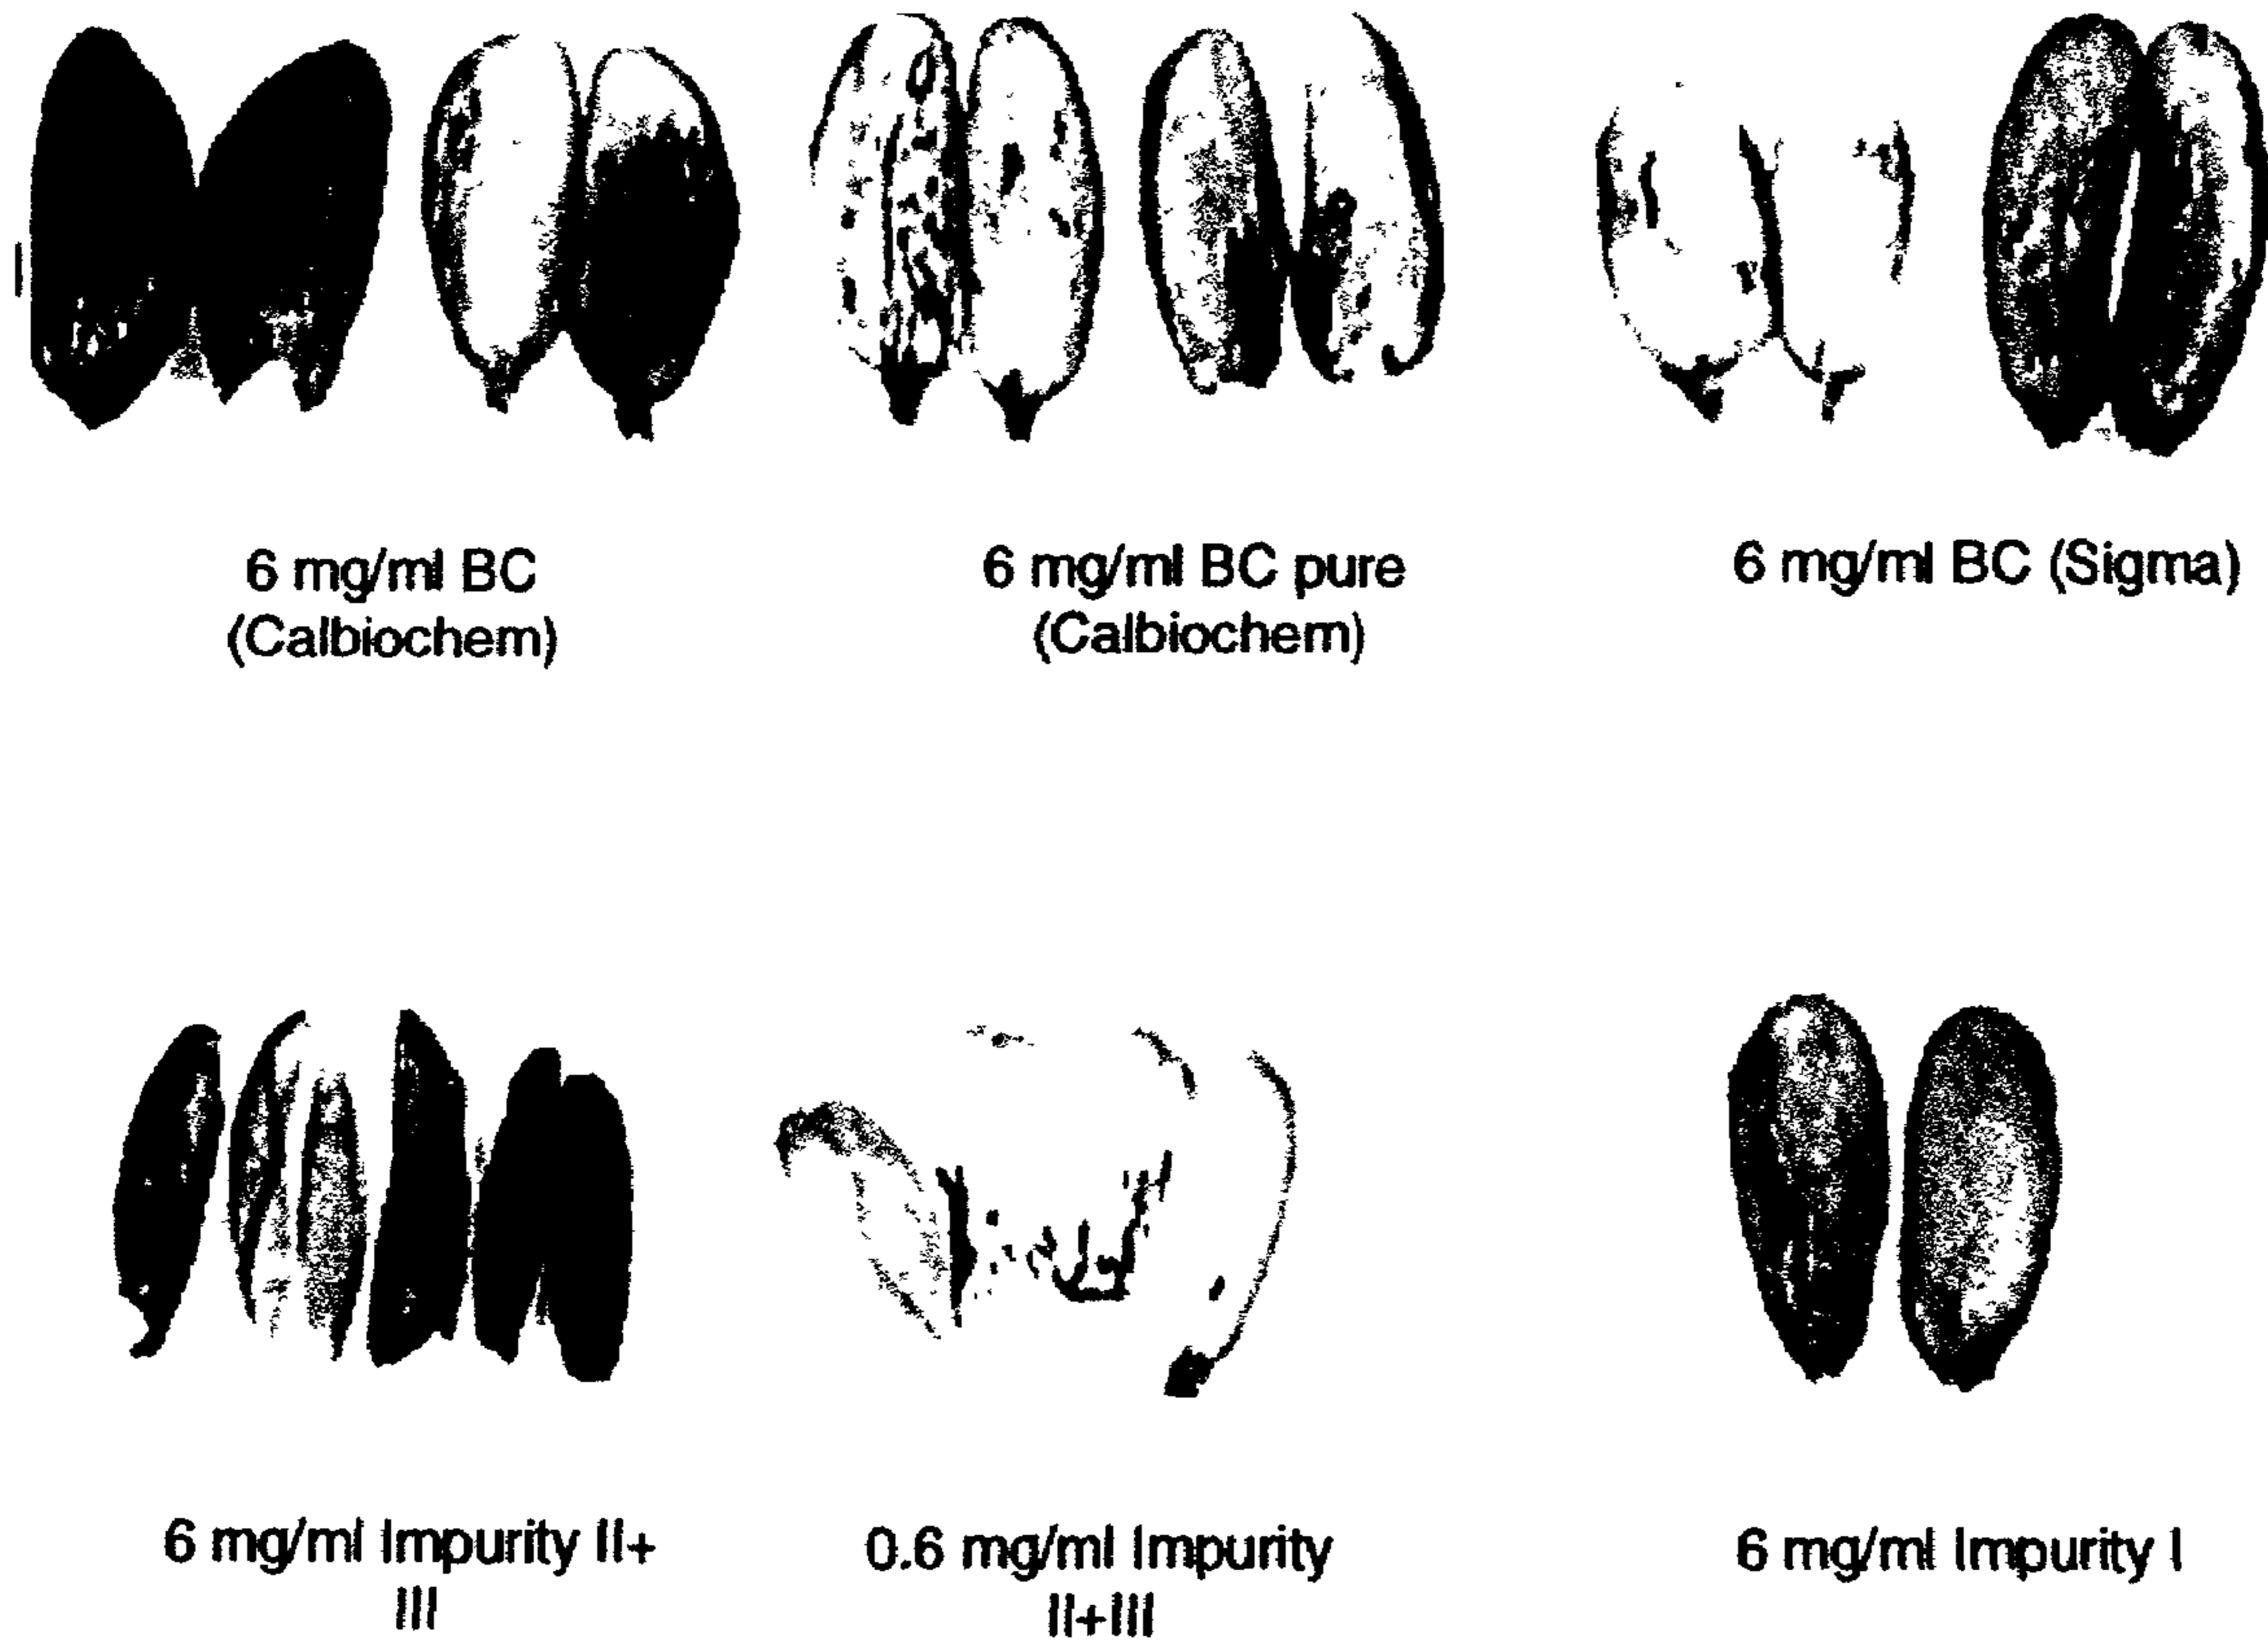 6 mg/ml BC
(Calbiochem)
6 mg/ml BC pure
(Calbiochem)
6 mg/ml BC (Sigma)
6 mg/ml Impurity II+
III
0.6 mg/ml Impurity
II+III
6 mg/ml Impurity I